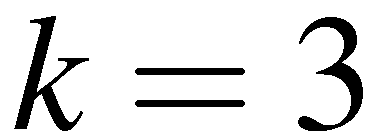 k = 3